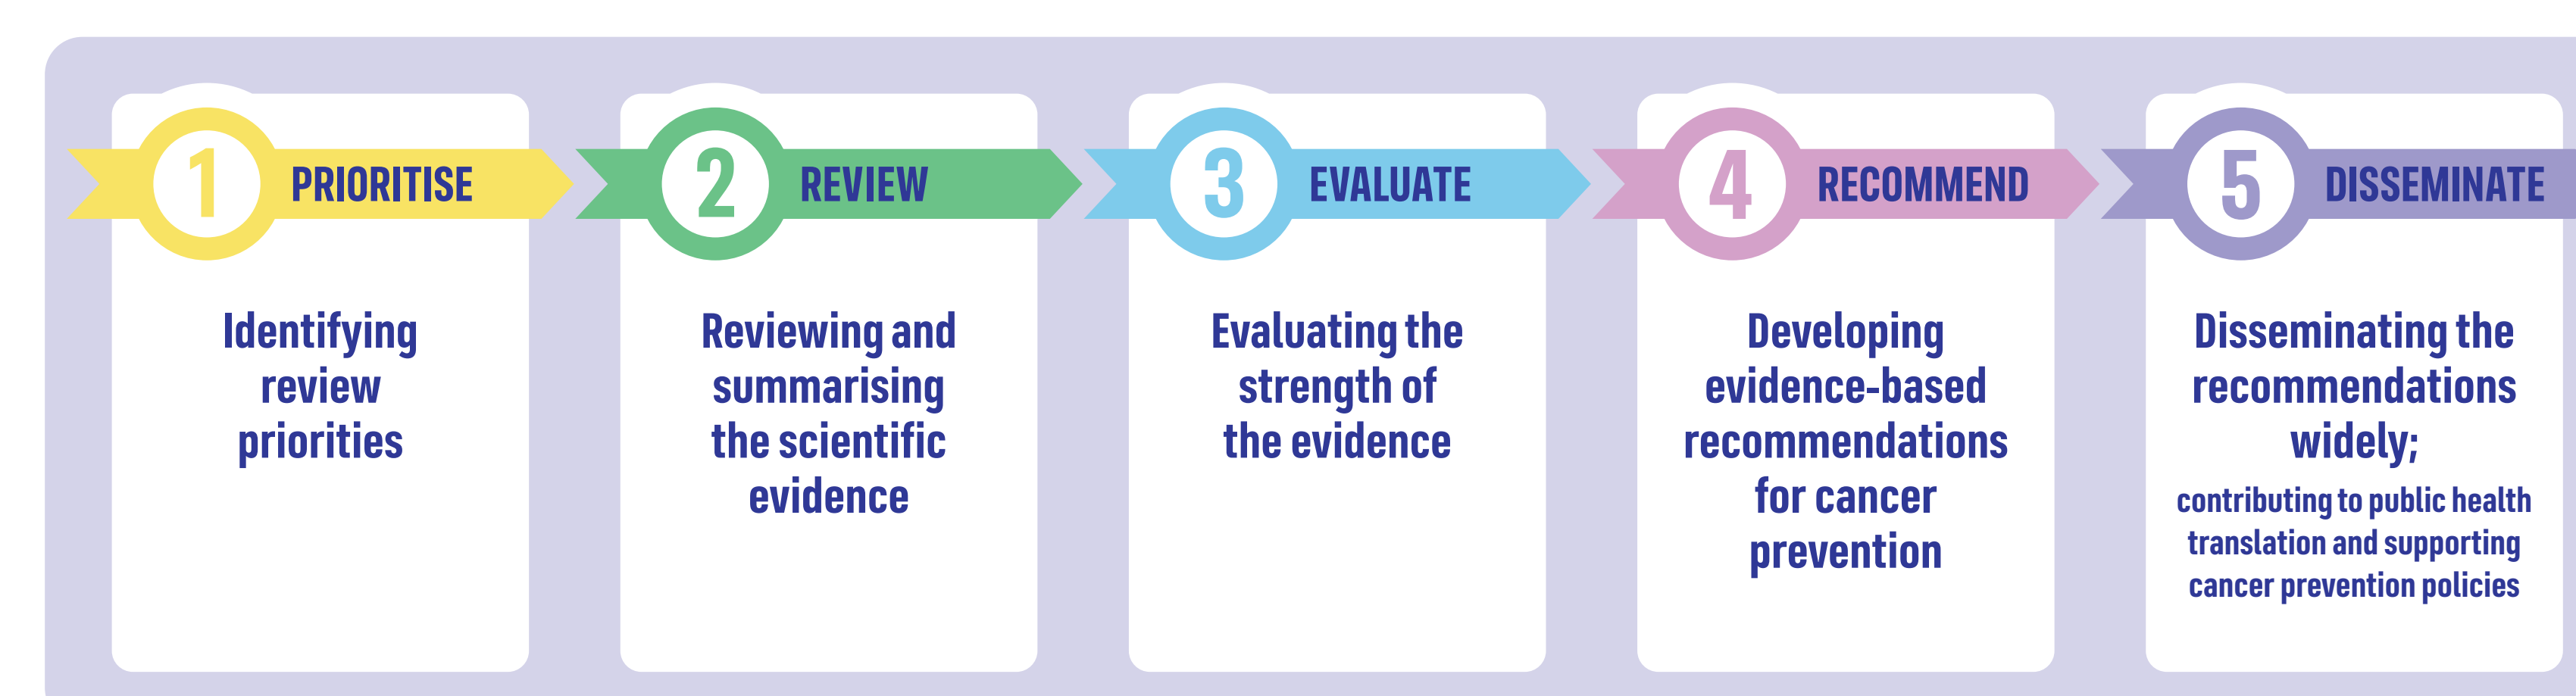 1 PRIORITISE
Identifying
review
priorities
2 REVIEW
Reviewing and
summarising
the scientific
evidence
3 EVALUATE
Evaluating the
strength of
the evidence
4 RECOMMEND
Developing
evidence-based
recommendations
for cancer
prevention
5 DISSEMINATE
Disseminating the
recommendations
widely;
contributing to public health
translation and supporting
cancer prevention policies